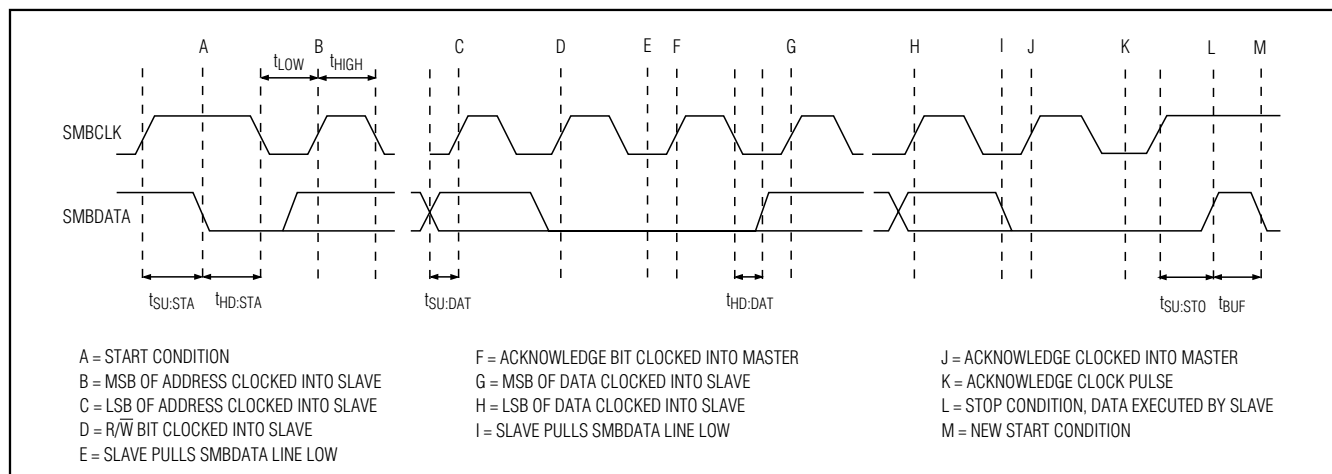 A B C D E F G H I J K L M
tLOW tHIGH
SMBCLK
SMBDATA
tSU:STA tHD:STA tSU:DAT tHD:DAT tSU:STO tBUF
A = START CONDITION
B = MSB OF ADDRESS CLOCKED INTO SLAVE
C = LSB OF ADDRESS CLOCKED INTO SLAVE
D = R/W̅ BIT CLOCKED INTO SLAVE
E = SLAVE PULLS SMBDATA LINE LOW
F = ACKNOWLEDGE BIT CLOCKED INTO MASTER
G = MSB OF DATA CLOCKED INTO SLAVE
H = LSB OF DATA CLOCKED INTO SLAVE
I = SLAVE PULLS SMBDATA LINE LOW
J = ACKNOWLEDGE CLOCKED INTO MASTER
K = ACKNOWLEDGE CLOCK PULSE
L = STOP CONDITION, DATA EXECUTED BY SLAVE
M = NEW START CONDITION